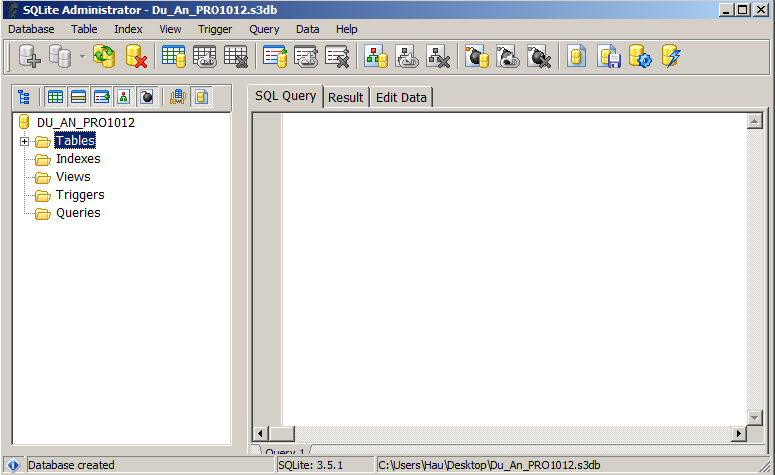 SQLite Administrator - Du_An_PRO1012.s3db
Database Table Index View Trigger Query Data Help
SQL Query Result Edit Data
DU_AN_PRO1012
Tables
Indexes
Views
Triggers
Queries
Query 1
Database created SQLite: 3.5.1 C:\Users\Hau\Desktop\Du_An_PRO1012.s3db